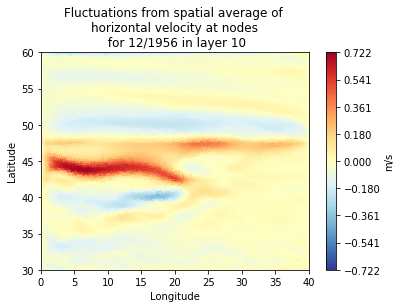 Fluctuations from spatial average of
horizontal velocity at nodes
for 12/1956 in layer 10
60
55
50
45
40
35
30
Latitude
0 5 10 15 20 25 30 35 40
Longitude
0.722
0.541
0.361
0.180
0.000
−0.180
−0.361
−0.541
−0.722
m/s